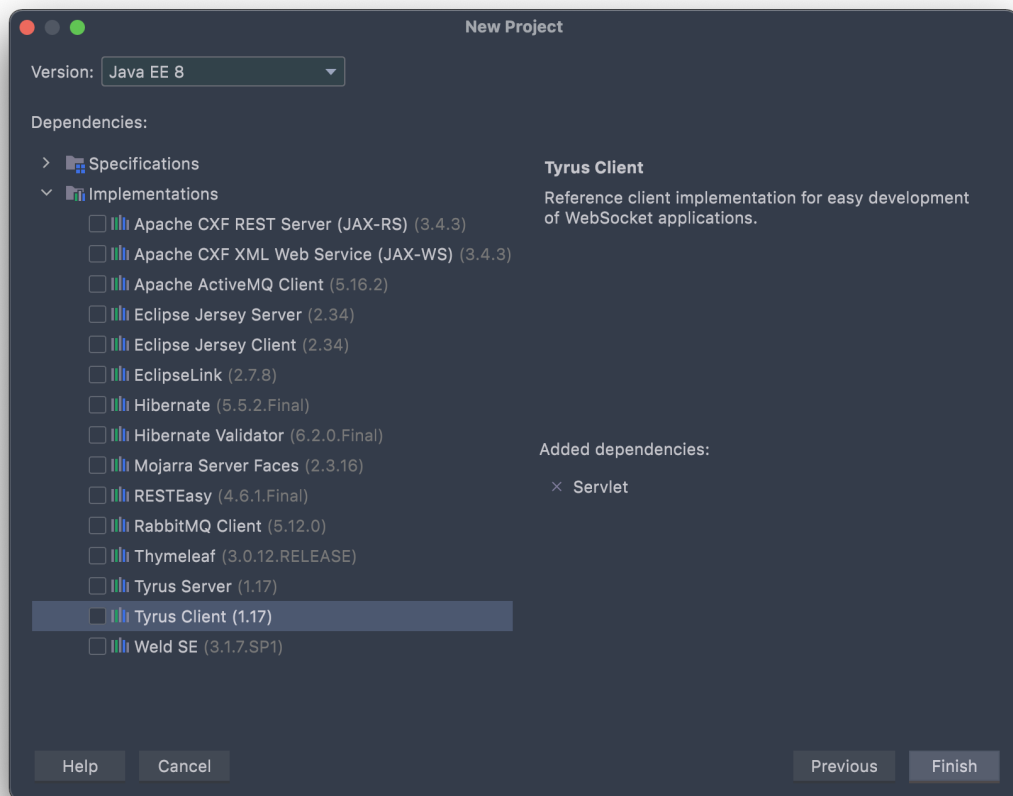 New Project
Version: Java EE 8
Dependencies:
Specifications
Implementations
Apache CXF REST Server (JAX-RS) (3.4.3)
Apache CXF XML Web Service (JAX-WS) (3.4.3)
Apache ActiveMQ Client (5.16.2)
Eclipse Jersey Server (2.34)
Eclipse Jersey Client (2.34)
EclipseLink (2.7.8)
Hibernate (5.5.2.Final)
Hibernate Validator (6.2.0.Final)
Mojarra Server Faces (2.3.16)
RESTEasy (4.6.1.Final)
RabbitMQ Client (5.12.0)
Thymeleaf (3.0.12.RELEASE)
Tyrus Server (1.17)
Tyrus Client (1.17)
Weld SE (3.1.7.SP1)
Tyrus Client
Reference client implementation for easy development
of WebSocket applications.
Added dependencies:
Servlet
Help
Cancel
Previous
Finish